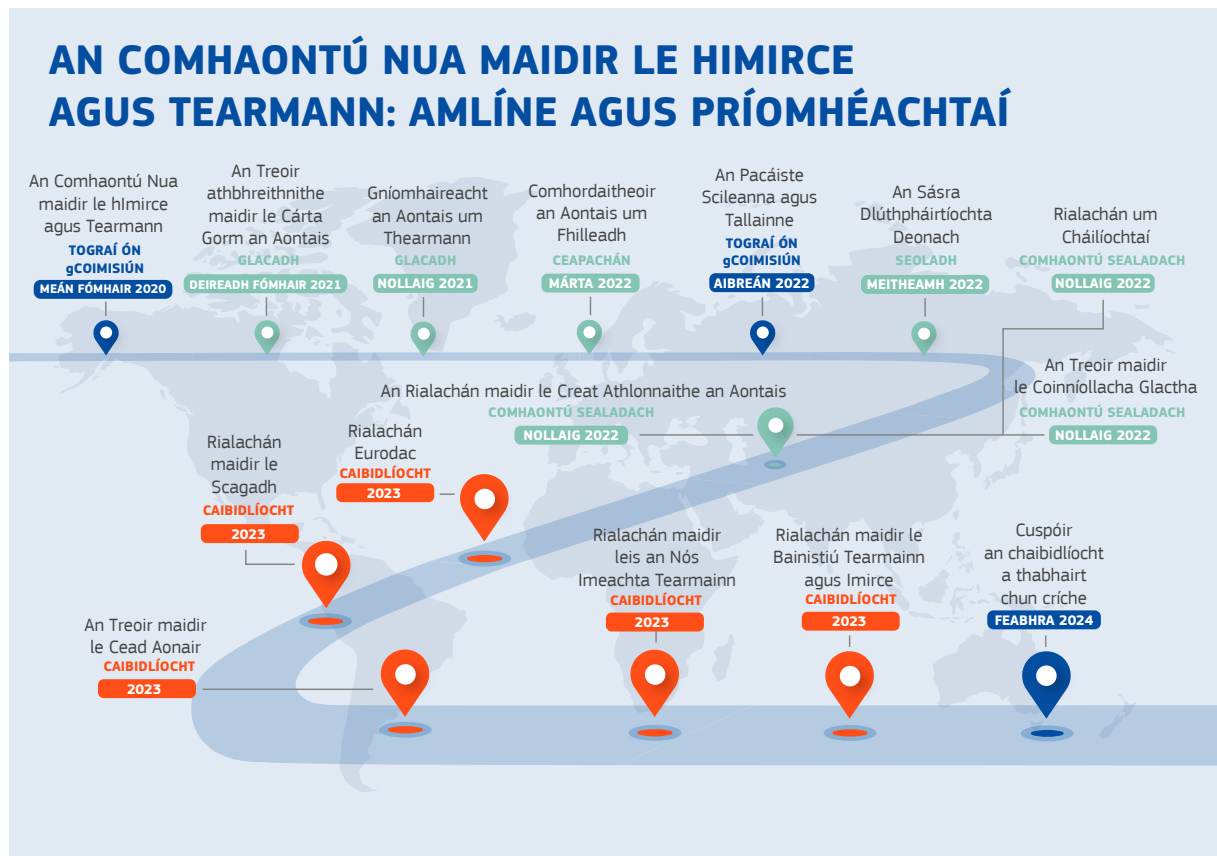 AN COMHAONTÚ NUA MAIDIR LE HIMIRCE
AGUS TEARMANN: AMLÍNE AGUS PRÍOMHÉACHTAÍ
An Comhaontú Nua
maidir le hImirce
agus Tearmann
TOGRAÍ ÓN
gCOIMISIÚN
MEÁN FÓMHAIR 2020
An Treoir
athbhreithnithe
maidir le Cárta
Gorm an Aontais
GLACADH
DEIREADH FÓMHAIR 2021
Gníomhaireacht
an Aontais um
Thearmann
GLACADH
NOLLAIG 2021
Comhordaitheoir
an Aontais um
Fhilleadh
CEAPACHÁN
MÁRTA 2022
An Pacáiste
Scileanna agus
Tallainne
TOGRAÍ ÓN
gCOIMISIÚN
AIBREÁN 2022
An Sásra
Dlúthpháirtíochta
Deonach
SEOLADH
MEITHEAMH 2022
Rialachán um
Cháilíochtaí
COMHAONTÚ SEALADACH
NOLLAIG 2022
An Treoir maidir
le Coinníollacha Glactha
COMHAONTÚ SEALADACH
NOLLAIG 2022
An Rialachán maidir le Creat Athlonnaithe an Aontais
COMHAONTÚ SEALADACH
NOLLAIG 2022
Rialachán
Eurodac
CAIBIDLÍOCHT
2023
Rialachán
maidir le
Scagadh
CAIBIDLÍOCHT
2023
An Treoir maidir
le Cead Aonair
CAIBIDLÍOCHT
2023
Rialachán maidir
leis an Nós
Imeachta Tearmainn
CAIBIDLÍOCHT
2023
Rialachán maidir le
Bainistiú Tearmainn
agus Imirce
CAIBIDLÍOCHT
2023
Cuspóir
an chaibidlíocht
a thabhairt
chun críche
FEABHRA 2024